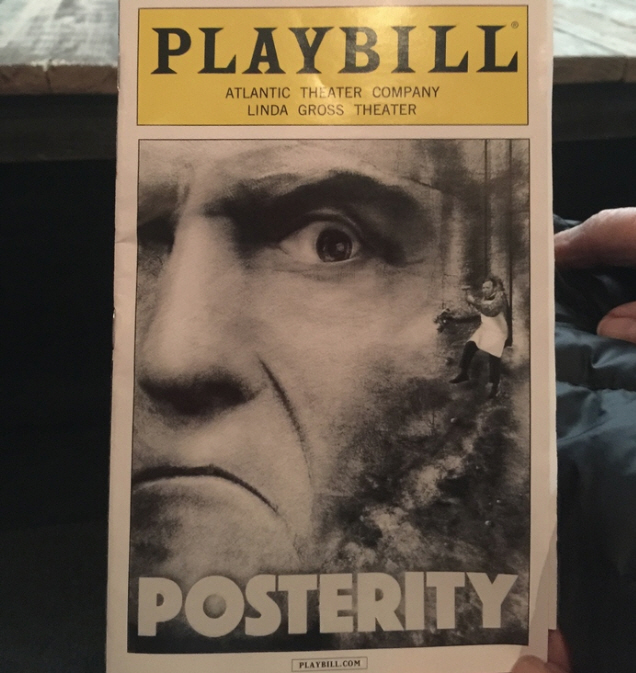 PLAYBILL®
ATLANTIC THEATER COMPANY
LINDA GROSS THEATER
POSTERITY
PLAYBILL.COM